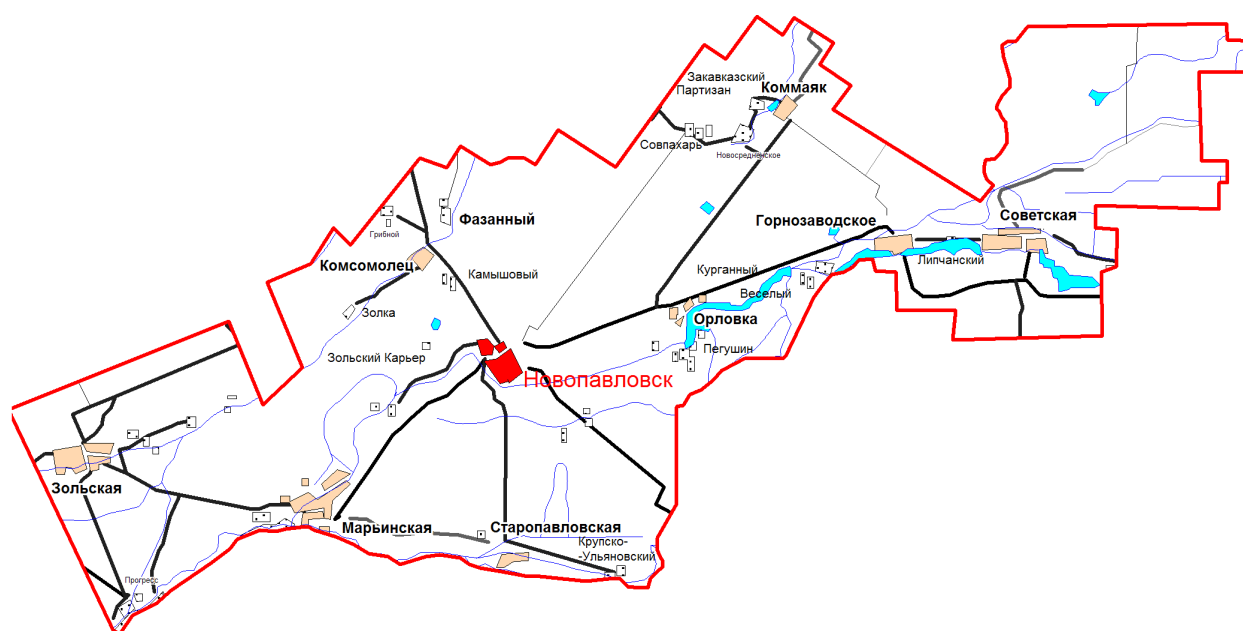 Закавказский
Партизан
Коммаяк
Совпахарь
Новосредненское
Фазанный
Грибной
Комсомолец
Камышовый
Золка
Зольский Карьер
Новопавловск
Горнозаводское
Советская
Липчанский
Курганный
Веселый
Орловка
Пегушин
Зольская
Марьинская
Старопавловская
Крупско-
-Ульяновский
Прогресс